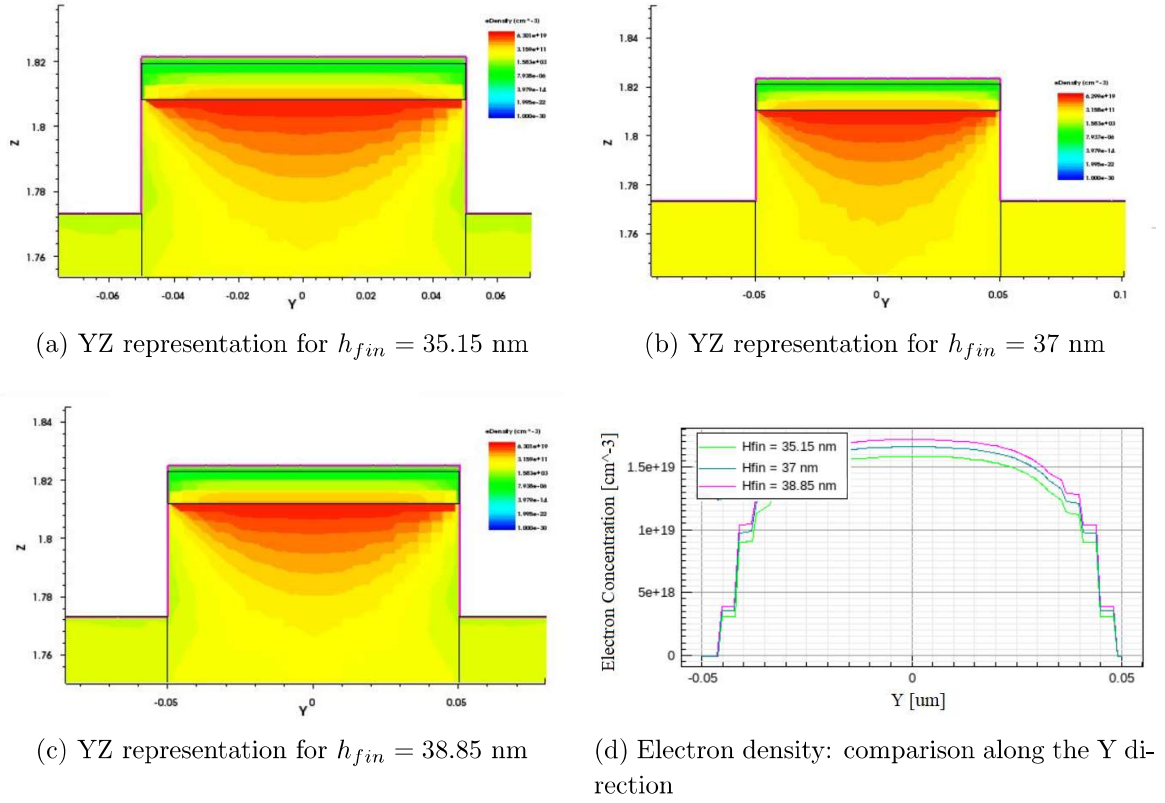 eDensity (cm^-3)
6.301e+19
3.159e+11
1.583e+03
7.938e-06
3.979e-14
1.995e-22
1.000e-30
1.82
1.8
1.78
1.76
Z
-0.06 -0.04 -0.02 0 0.02 0.04 0.06
Y
(a) YZ representation for hfin = 35.15 nm
eDensity (cm^-3)
6.299e+19
3.158e+11
1.583e+03
7.937e-06
3.979e-14
1.995e-22
1.000e-30
1.84
1.82
1.8
1.78
1.76
Z
-0.05 0 0.05 0.1
Y
(b) YZ representation for hfin = 37 nm
eDensity (cm^-3)
6.301e+19
3.159e+11
1.583e+03
7.938e-06
3.979e-14
1.995e-22
1.000e-30
1.84
1.82
1.8
1.78
1.76
Z
-0.05 0 0.05
Y
(c) YZ representation for hfin = 38.85 nm
Hfin = 35.15 nm
Hfin = 37 nm
Hfin = 38.85 nm
Electron Concentration [cm^-3]
1.5e+19
1e+19
5e+18
0
-0.05 0 0.05
Y [um]
(d) Electron density: comparison along the Y di-
rection